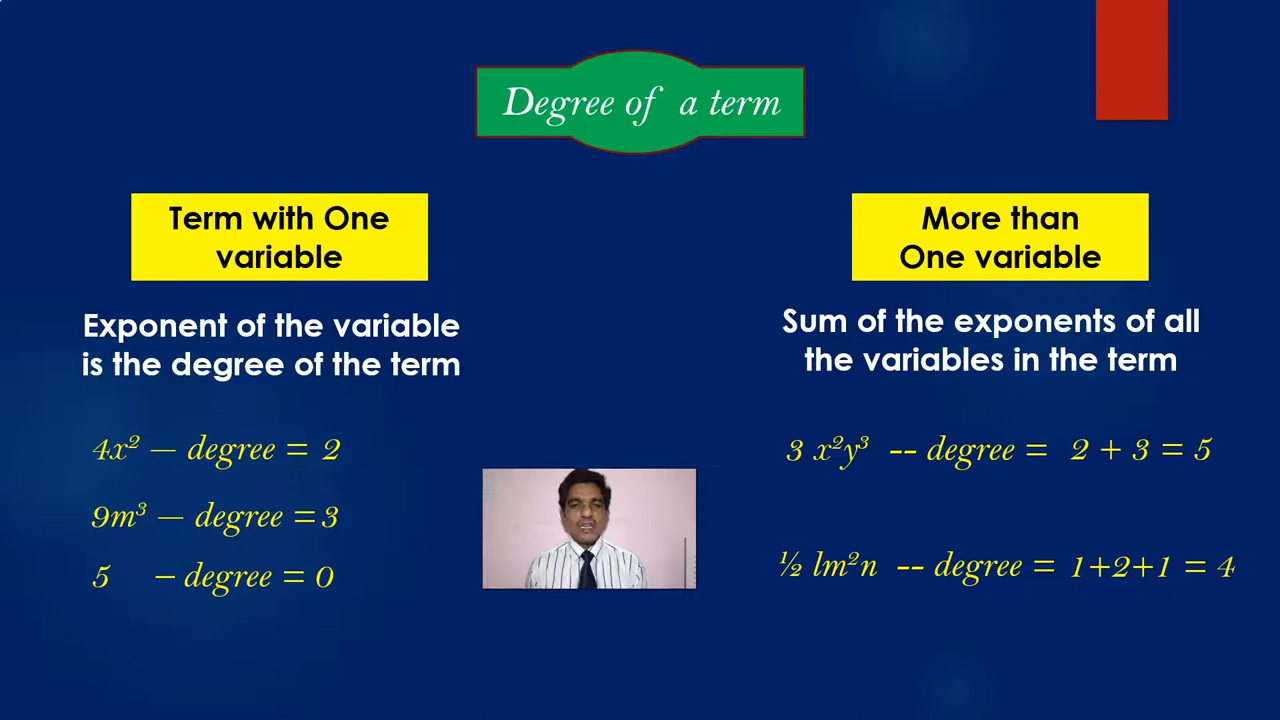 Degree of a term
Term with One
variable
Exponent of the variable
is the degree of the term
4x² — degree = 2
9m³ — degree = 3
5 – degree = 0
More than
One variable
Sum of the exponents of all
the variables in the term
3 x²y³ -- degree = 2 + 3 = 5
½ lm²n -- degree = 1+2+1 = 4